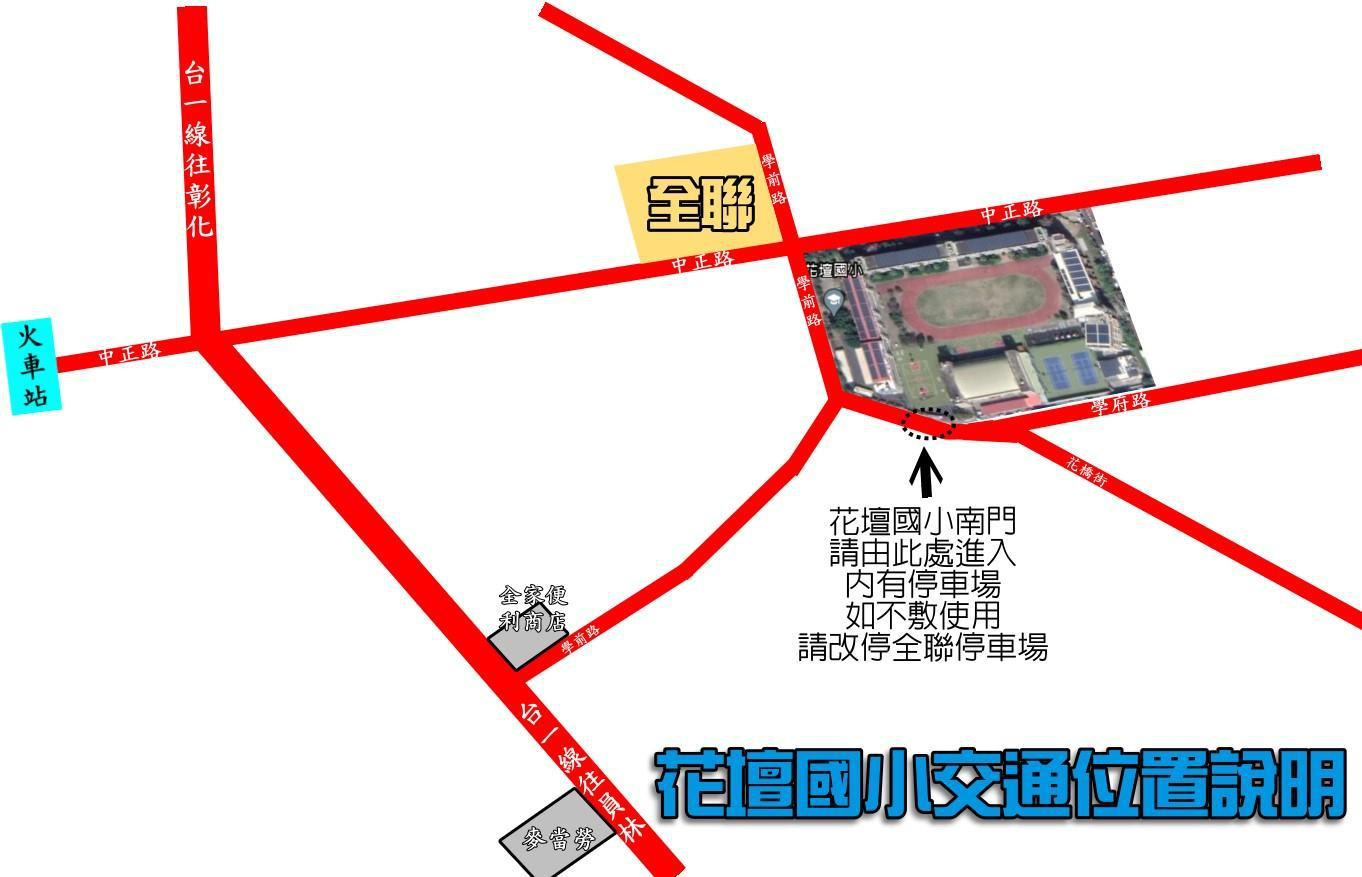 台一線往彰化
學前路
全聯
中正路
中正路
花壇國小
學前路
火車站
中正路
學府路
花橋街
花壇國小南門
請由此處進入
內有停車場
如不敷使用
請改停全聯停車場
全家便
利商店
學前路
台一線往員林
麥當勞
花壇國小交通位置說明